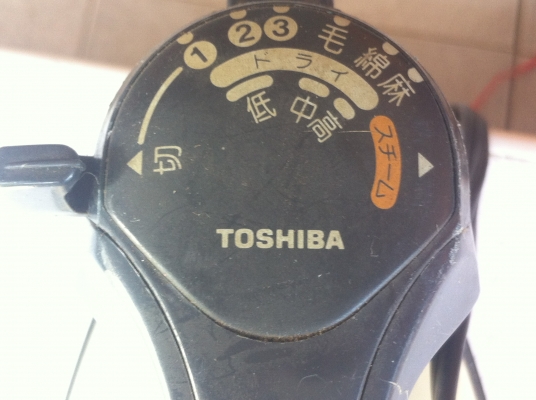 切 1 2 3 毛 綿 麻
ドライ
低 中 高
スチーム
TOSHIBA